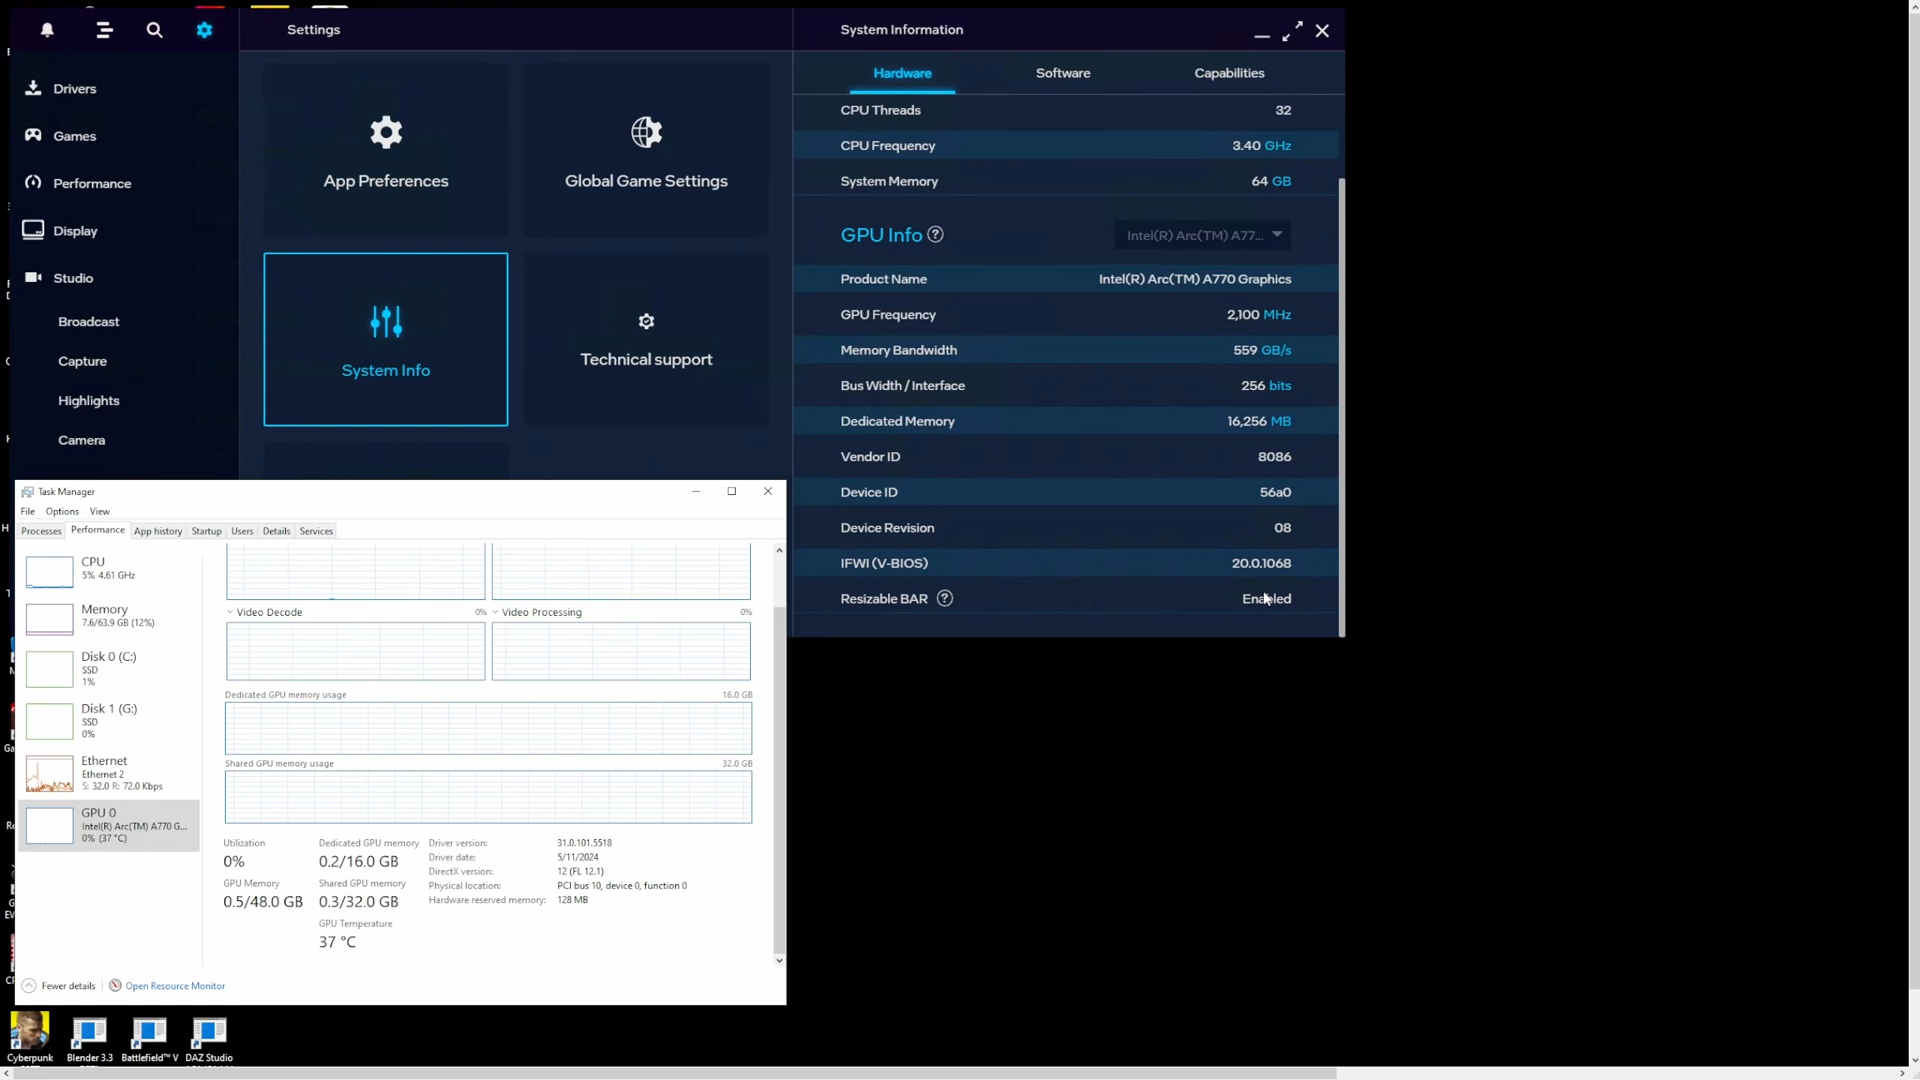 Settings
System Information
Hardware
Software
Capabilities
Drivers
Games
Performance
Display
Studio
Broadcast
Capture
Highlights
Camera
App Preferences
Global Game Settings
System Info
Technical support
CPU Threads 32
CPU Frequency 3.40 GHz
System Memory 64 GB
GPU Info ? Intel(R) Arc(TM) A77...
Product Name Intel(R) Arc(TM) A770 Graphics
GPU Frequency 2,100 MHz
Memory Bandwidth 559 GB/s
Bus Width / Interface 256 bits
Dedicated Memory 16,256 MB
Vendor ID 8086
Device ID 56a0
Device Revision 08
IFWI (V-BIOS) 20.0.1068
Resizable BAR ? Enabled
Task Manager
File Options View
Processes Performance App history Startup Users Details Services
CPU
5% 4.61 GHz
Memory
7.6/63.9 GB (12%)
Disk 0 (C:)
SSD
1%
Disk 1 (G:)
SSD
0%
Ethernet
Ethernet 2
S: 32.0 R: 72.0 Kbps
GPU 0
Intel(R) Arc(TM) A770 G...
0% (37 °C)
Video Decode 0%
Video Processing 0%
Dedicated GPU memory usage 16.0 GB
Shared GPU memory usage 32.0 GB
Utilization
0%
GPU Memory
0.5/48.0 GB
Dedicated GPU memory
0.2/16.0 GB
Shared GPU memory
0.3/32.0 GB
GPU Temperature
37 °C
Driver version: 31.0.101.5518
Driver date: 5/11/2024
DirectX version: 12 (FL 12.1)
Physical location: PCI bus 10, device 0, function 0
Hardware reserved memory: 128 MB
Fewer details
Open Resource Monitor
Cyberpunk
Blender 3.3
Battlefield™ V
DAZ Studio